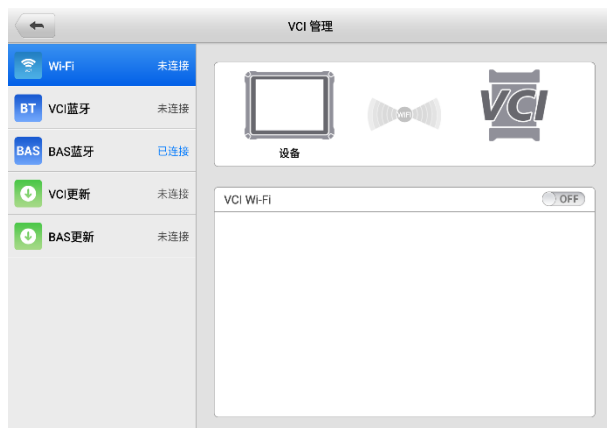 VCI 管理
Wi-Fi 未连接
BT VCI蓝牙 未连接
BAS BAS蓝牙 已连接
VCI更新 未连接
BAS更新 未连接
WIFI
VCI
设备
VCI Wi-Fi OFF